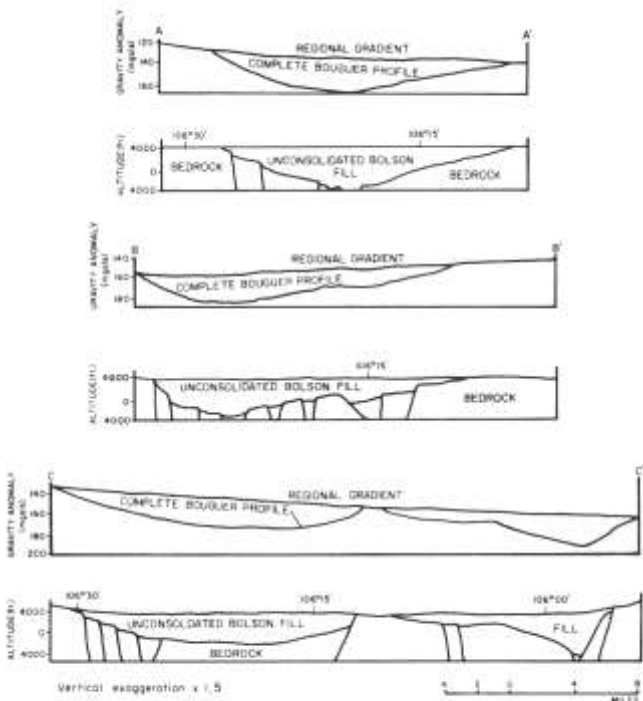 A A'
GRAVITY ANOMALY
(mgals)
120
140
160
REGIONAL GRADIENT
COMPLETE BOUGUER PROFILE
106°30' 106°15'
ALTITUDE(ft.)
4000
0
4000
BEDROCK
UNCONSOLIDATED BOLSON
FILL
BEDROCK
B B'
GRAVITY ANOMALY
(mgals)
140
160
180
REGIONAL GRADIENT
COMPLETE BOUGUER PROFILE
106°15'
ALTITUDE(ft.)
4000
0
4000
UNCONSOLIDATED BOLSON FILL
BEDROCK
C C'
GRAVITY ANOMALY
(mgals)
140
160
180
200
REGIONAL GRADIENT
COMPLETE BOUGUER PROFILE
106°30' 106°15' 106°00'
ALTITUDE(ft.)
4000
0
4000
UNCONSOLIDATED BOLSON FILL
BEDROCK
FILL
Vertical exaggeration x 1.5
4 8
MILES